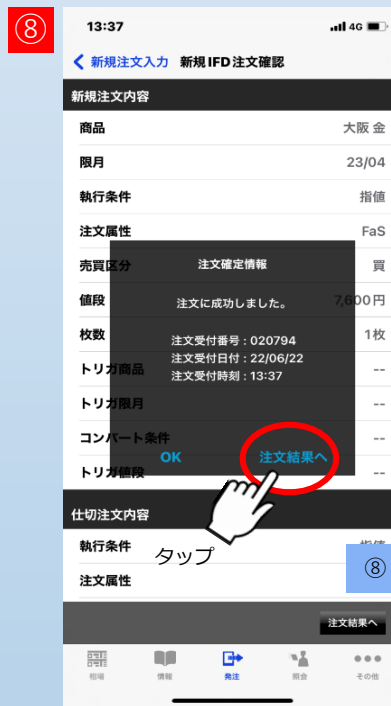 ⑧
13:37
4G
新規注文入力 新規IFD注文確認
新規注文内容
商品 大阪 金
限月 23/04
執行条件 指値
注文属性 FaS
売買区分 買
値段 7,600円
枚数 1枚
トリガ商品 --
トリガ限月 --
コンバート条件 --
トリガ値段 --
注文確定情報
注文に成功しました。
注文受付番号：020794
注文受付日付：22/06/22
注文受付時刻：13:37
OK 注文結果へ
仕切注文内容
執行条件 指値
タップ
⑧
注文属性
注文結果へ
相場 情報 発注 照会 その他